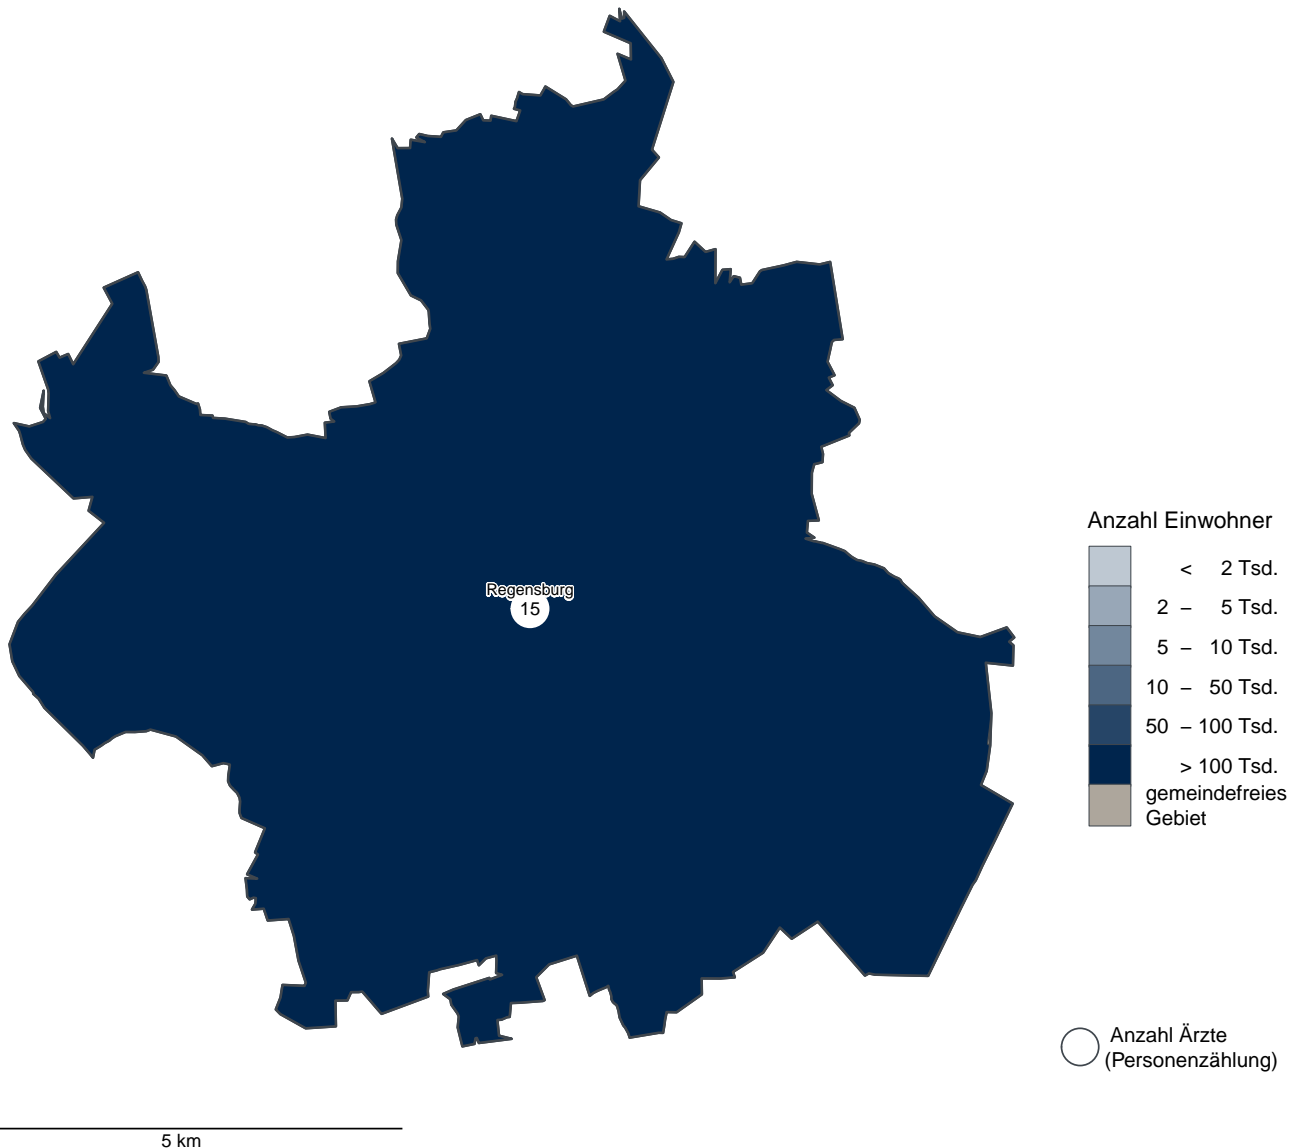 Regensburg
15
Anzahl Einwohner
< 2 Tsd.
2 – 5 Tsd.
5 – 10 Tsd.
10 – 50 Tsd.
50 – 100 Tsd.
> 100 Tsd.
gemeindefreies
Gebiet
Anzahl Ärzte
(Personenzählung)
5 km